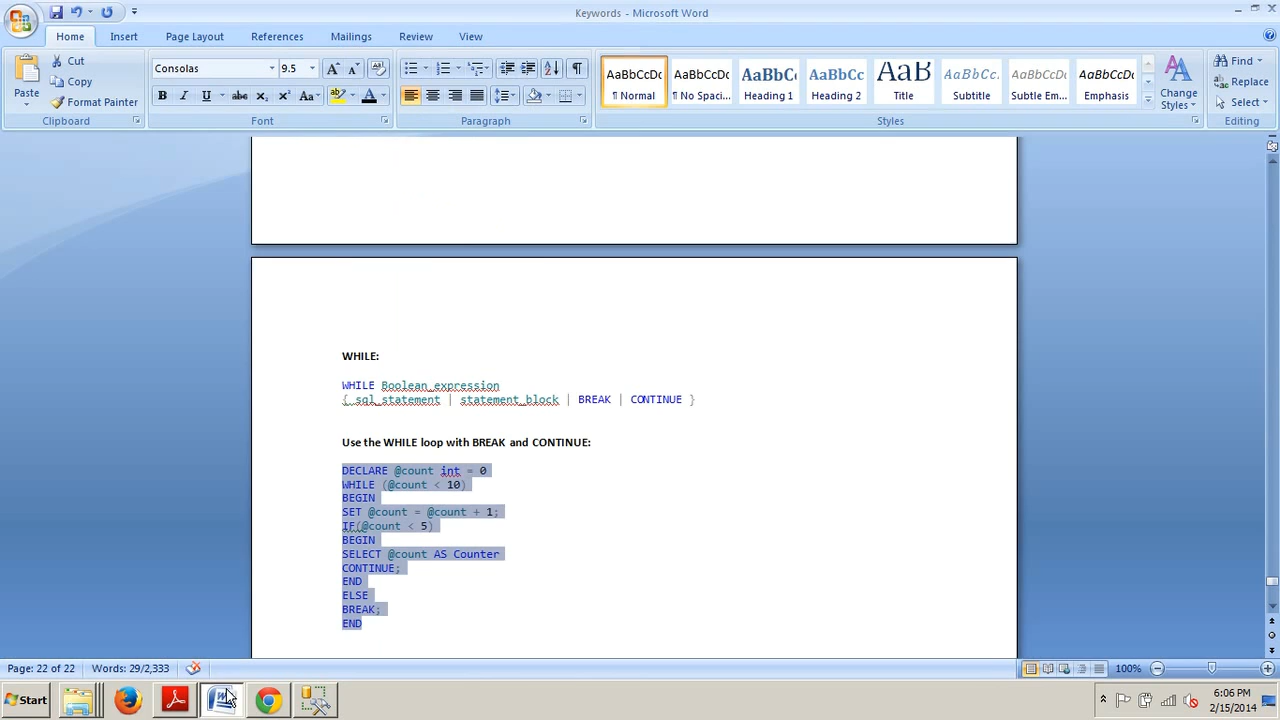 Keywords - Microsoft Word
Home Insert Page Layout References Mailings Review View
Paste
Cut
Copy
Format Painter
Clipboard
Consolas 9.5
B I U abc x₂ x² Aa ab A
Font
Paragraph
AaBbCcDc ¶ Normal
AaBbCcDc ¶ No Spaci...
AaBbCc Heading 1
AaBbCc Heading 2
AaB Title
AaBbCc. Subtitle
AaBbCcDc Subtle Em...
AaBbCcDc Emphasis
Change Styles
Styles
Find
Replace
Select
Editing
WHILE:
WHILE Boolean_expression
{ sql_statement | statement_block | BREAK | CONTINUE }
Use the WHILE loop with BREAK and CONTINUE:
DECLARE @count int = 0
WHILE (@count < 10)
BEGIN
SET @count = @count + 1;
IF(@count < 5)
BEGIN
SELECT @count AS Counter
CONTINUE;
END
ELSE
BREAK;
END
Page: 22 of 22 Words: 29/2,333 100%
Start 6:06 PM
2/15/2014